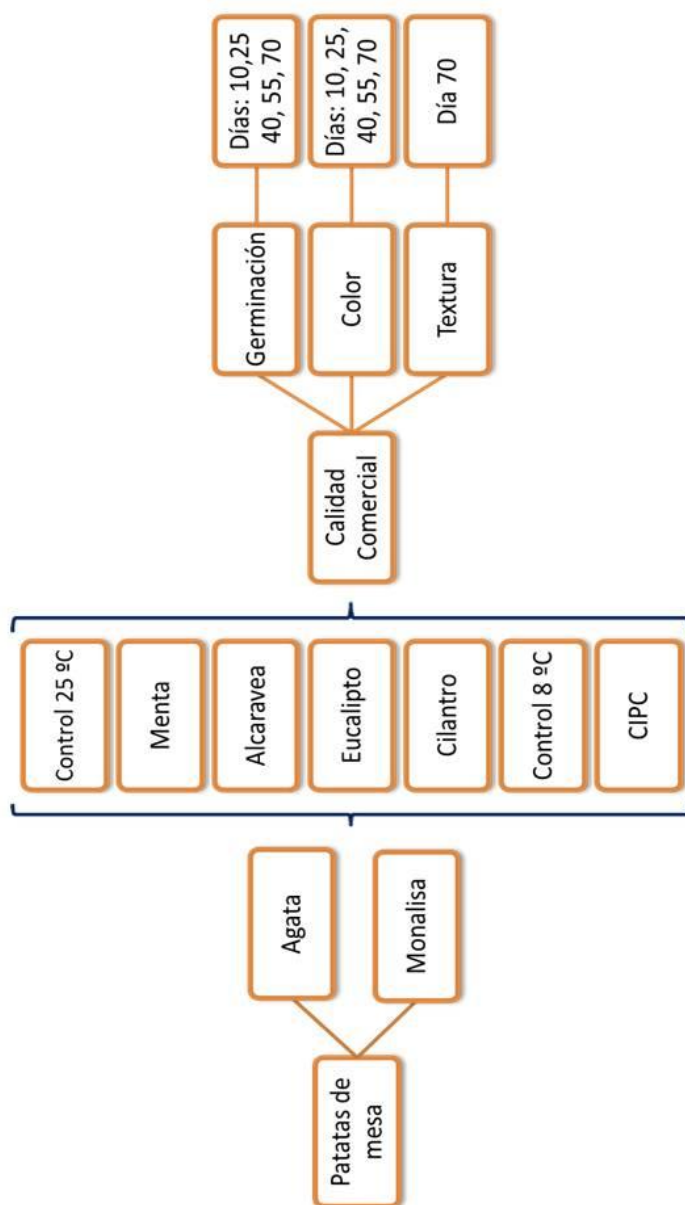 Patatas de
mesa
Agata
Monalisa
Control 25 ºC
Menta
Alcaravea
Eucalipto
Cilantro
Control 8 ºC
CIPC
Calidad
Comercial
Germinación
Color
Textura
Días: 10,25
40, 55, 70
Días: 10, 25,
40, 55, 70
Día 70